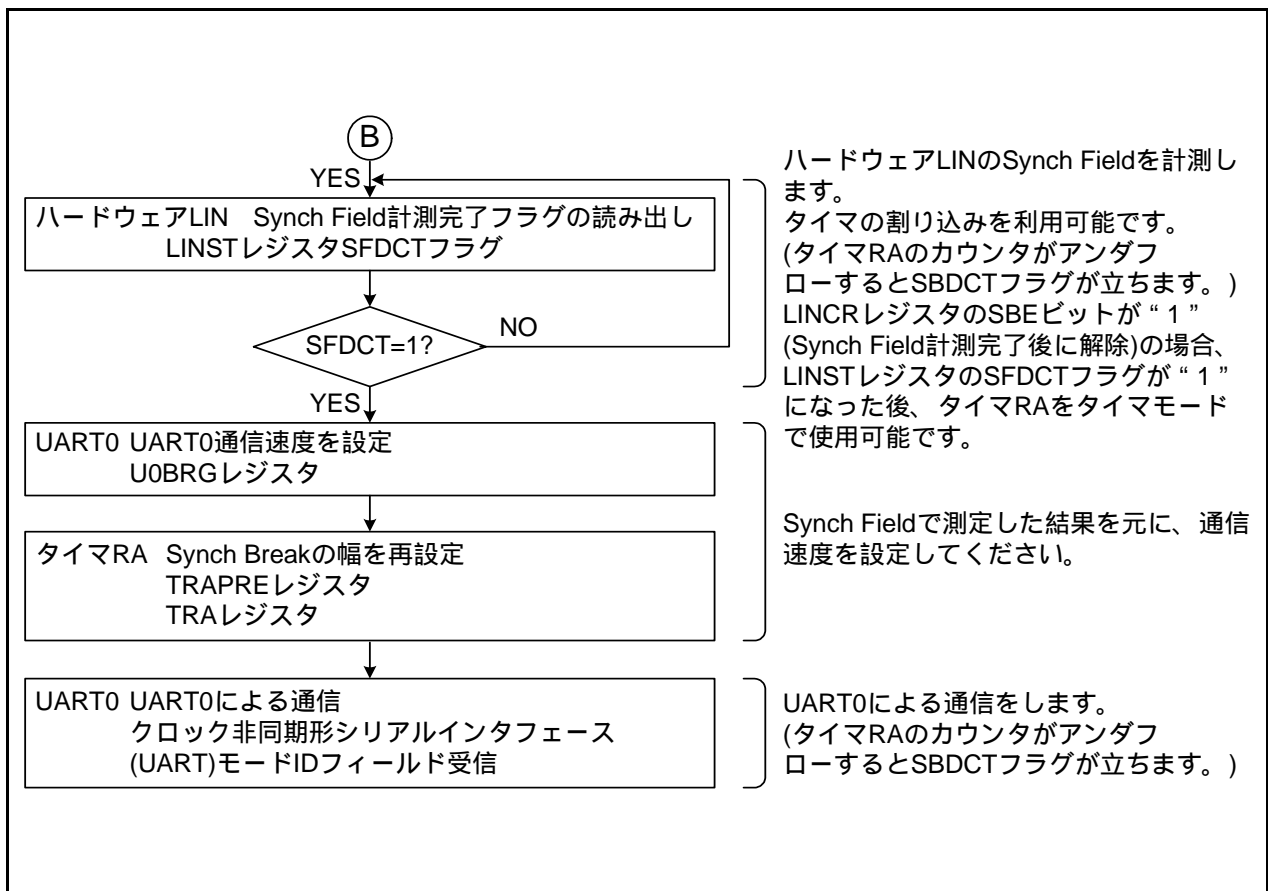 B
YES
ハードウェアLIN Synch Field計測完了フラグの読み出し
LINSTレジスタSFDCTフラグ
SFDCT=1?
NO
YES
UART0 UART0通信速度を設定
U0BRGレジスタ
タイマRA Synch Breakの幅を再設定
TRAPREレジスタ
TRAレジスタ
UART0 UART0による通信
クロック非同期形シリアルインタフェース
(UART)モードIDフィールド受信
ハードウェアLINのSynch Fieldを計測し
ます。
タイマの割り込みを利用可能です。
(タイマRAのカウンタがアンダフ
ローするとSBDCTフラグが立ちます。)
LINCRレジスタのSBEビットが“1”
(Synch Field計測完了後に解除)の場合、
LINSTレジスタのSFDCTフラグが“1”
になった後、タイマRAをタイマモード
で使用可能です。
Synch Fieldで測定した結果を元に、通信
速度を設定してください。
UART0による通信をします。
(タイマRAのカウンタがアンダフ
ローするとSBDCTフラグが立ちます。)